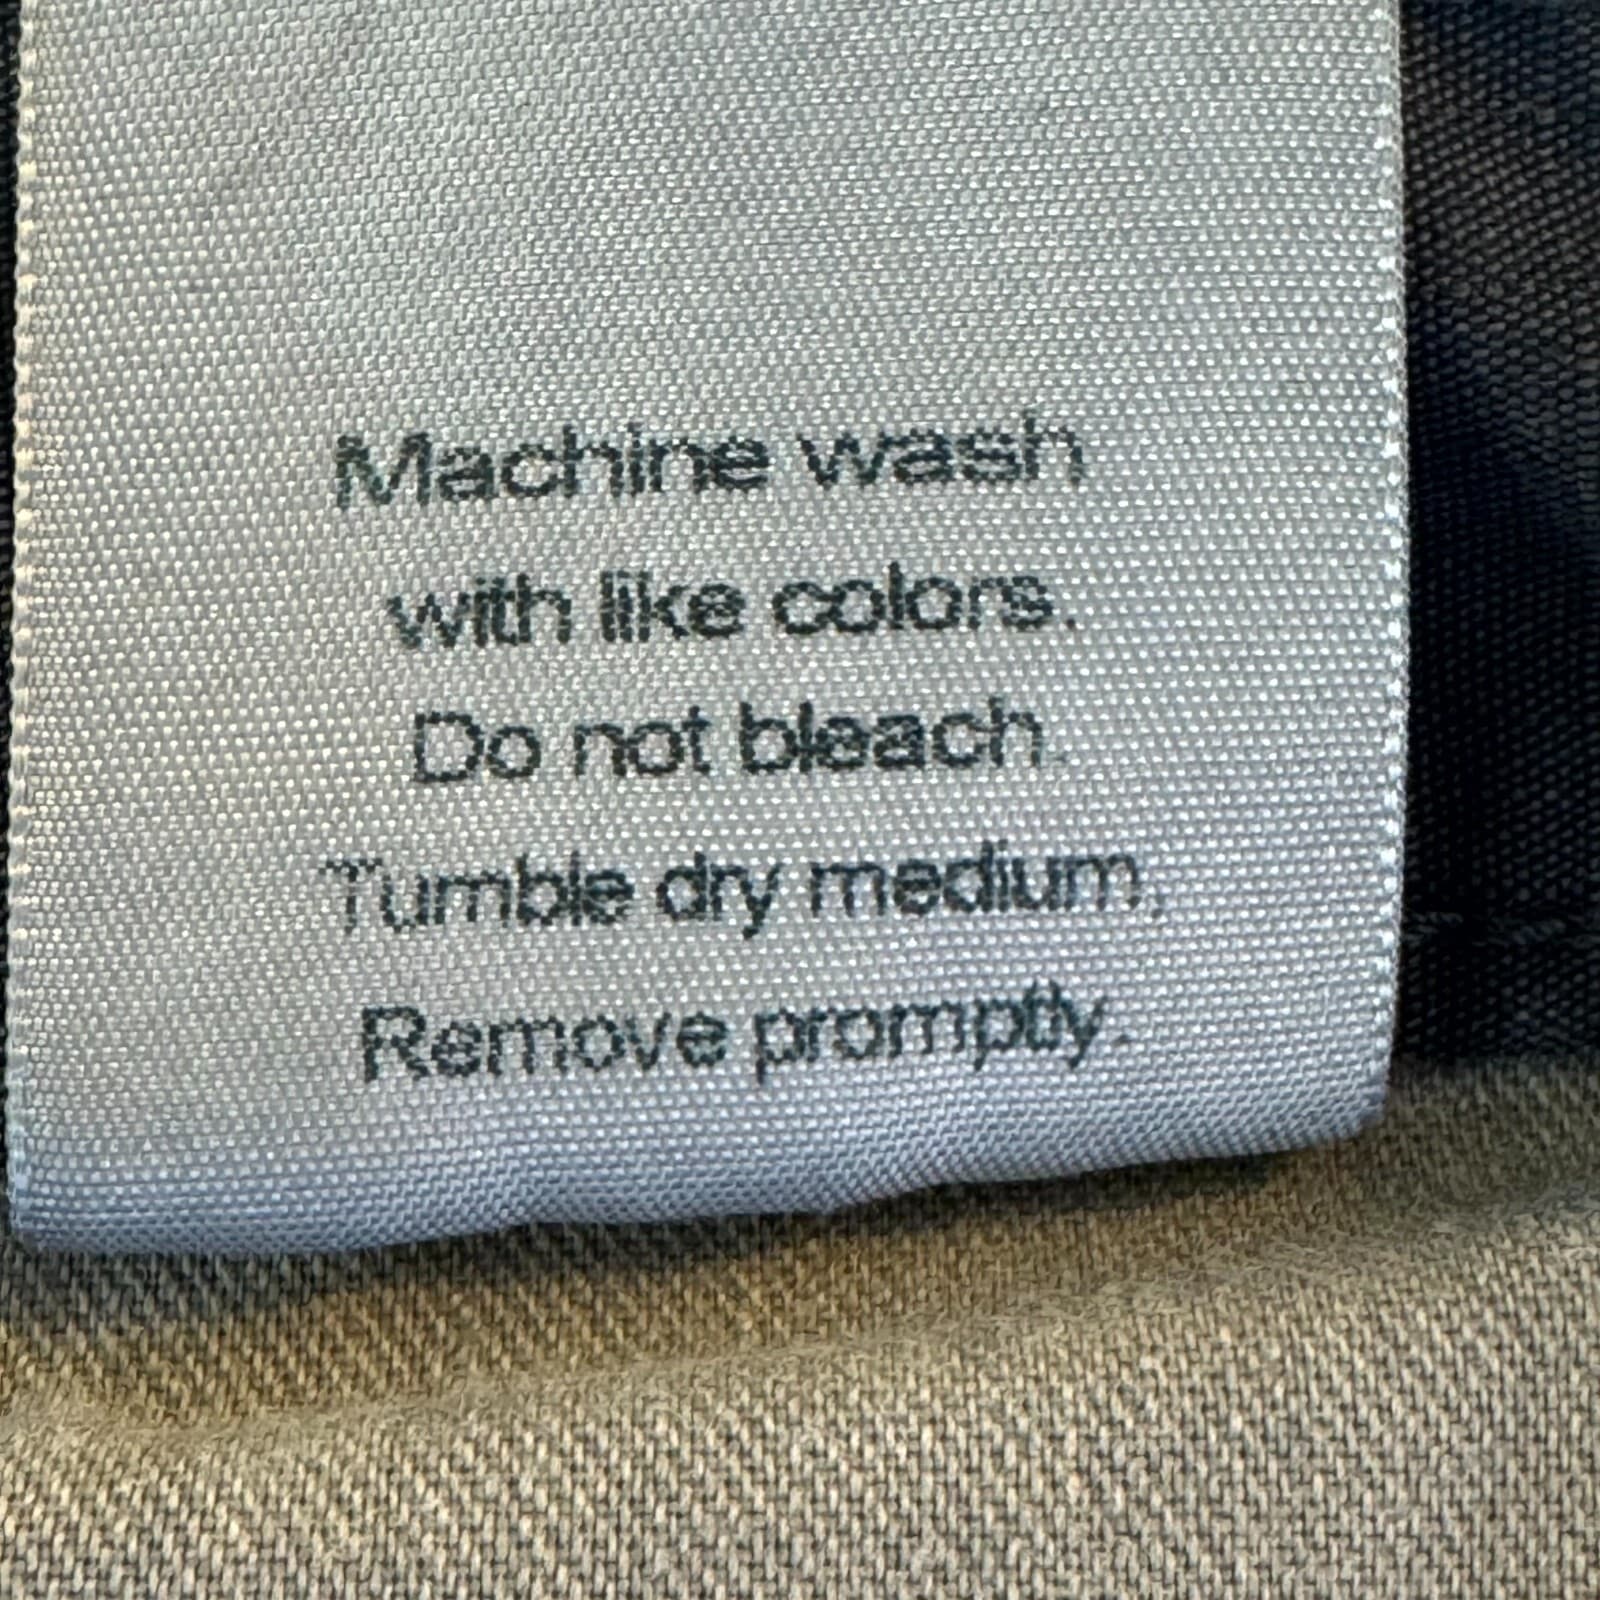 Machine wash
with like colors.
Do not bleach.
Tumble dry medium.
Remove promptly.